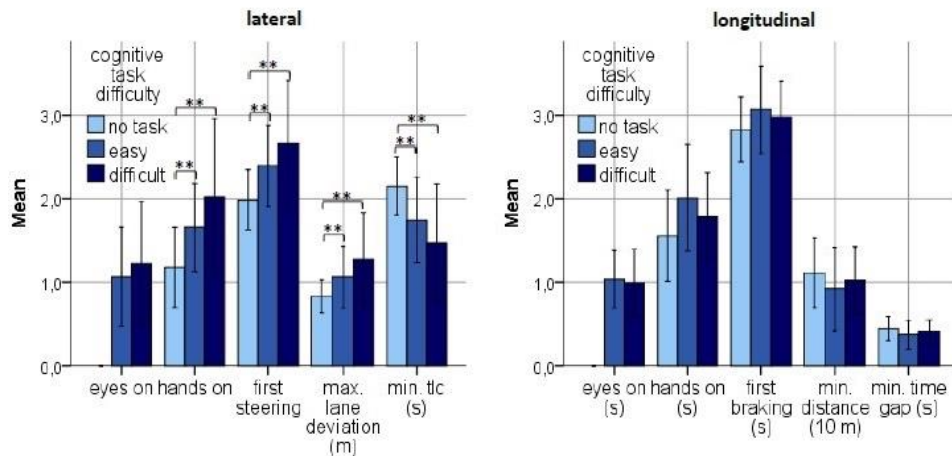 lateral
cognitive
task
difficulty
no task
easy
difficult
Mean
3,0
2,0
1,0
0,0
**
**
**
**
**
**
**
**
eyes on
hands on
first
steering
max.
lane
deviation
(m)
min. tlc
(s)
longitudinal
cognitive
task
difficulty
no task
easy
difficult
Mean
3,0
2,0
1,0
0,0
eyes on
(s)
hands on
(s)
first
braking
(s)
min.
distance
(10 m)
min. time
gap (s)